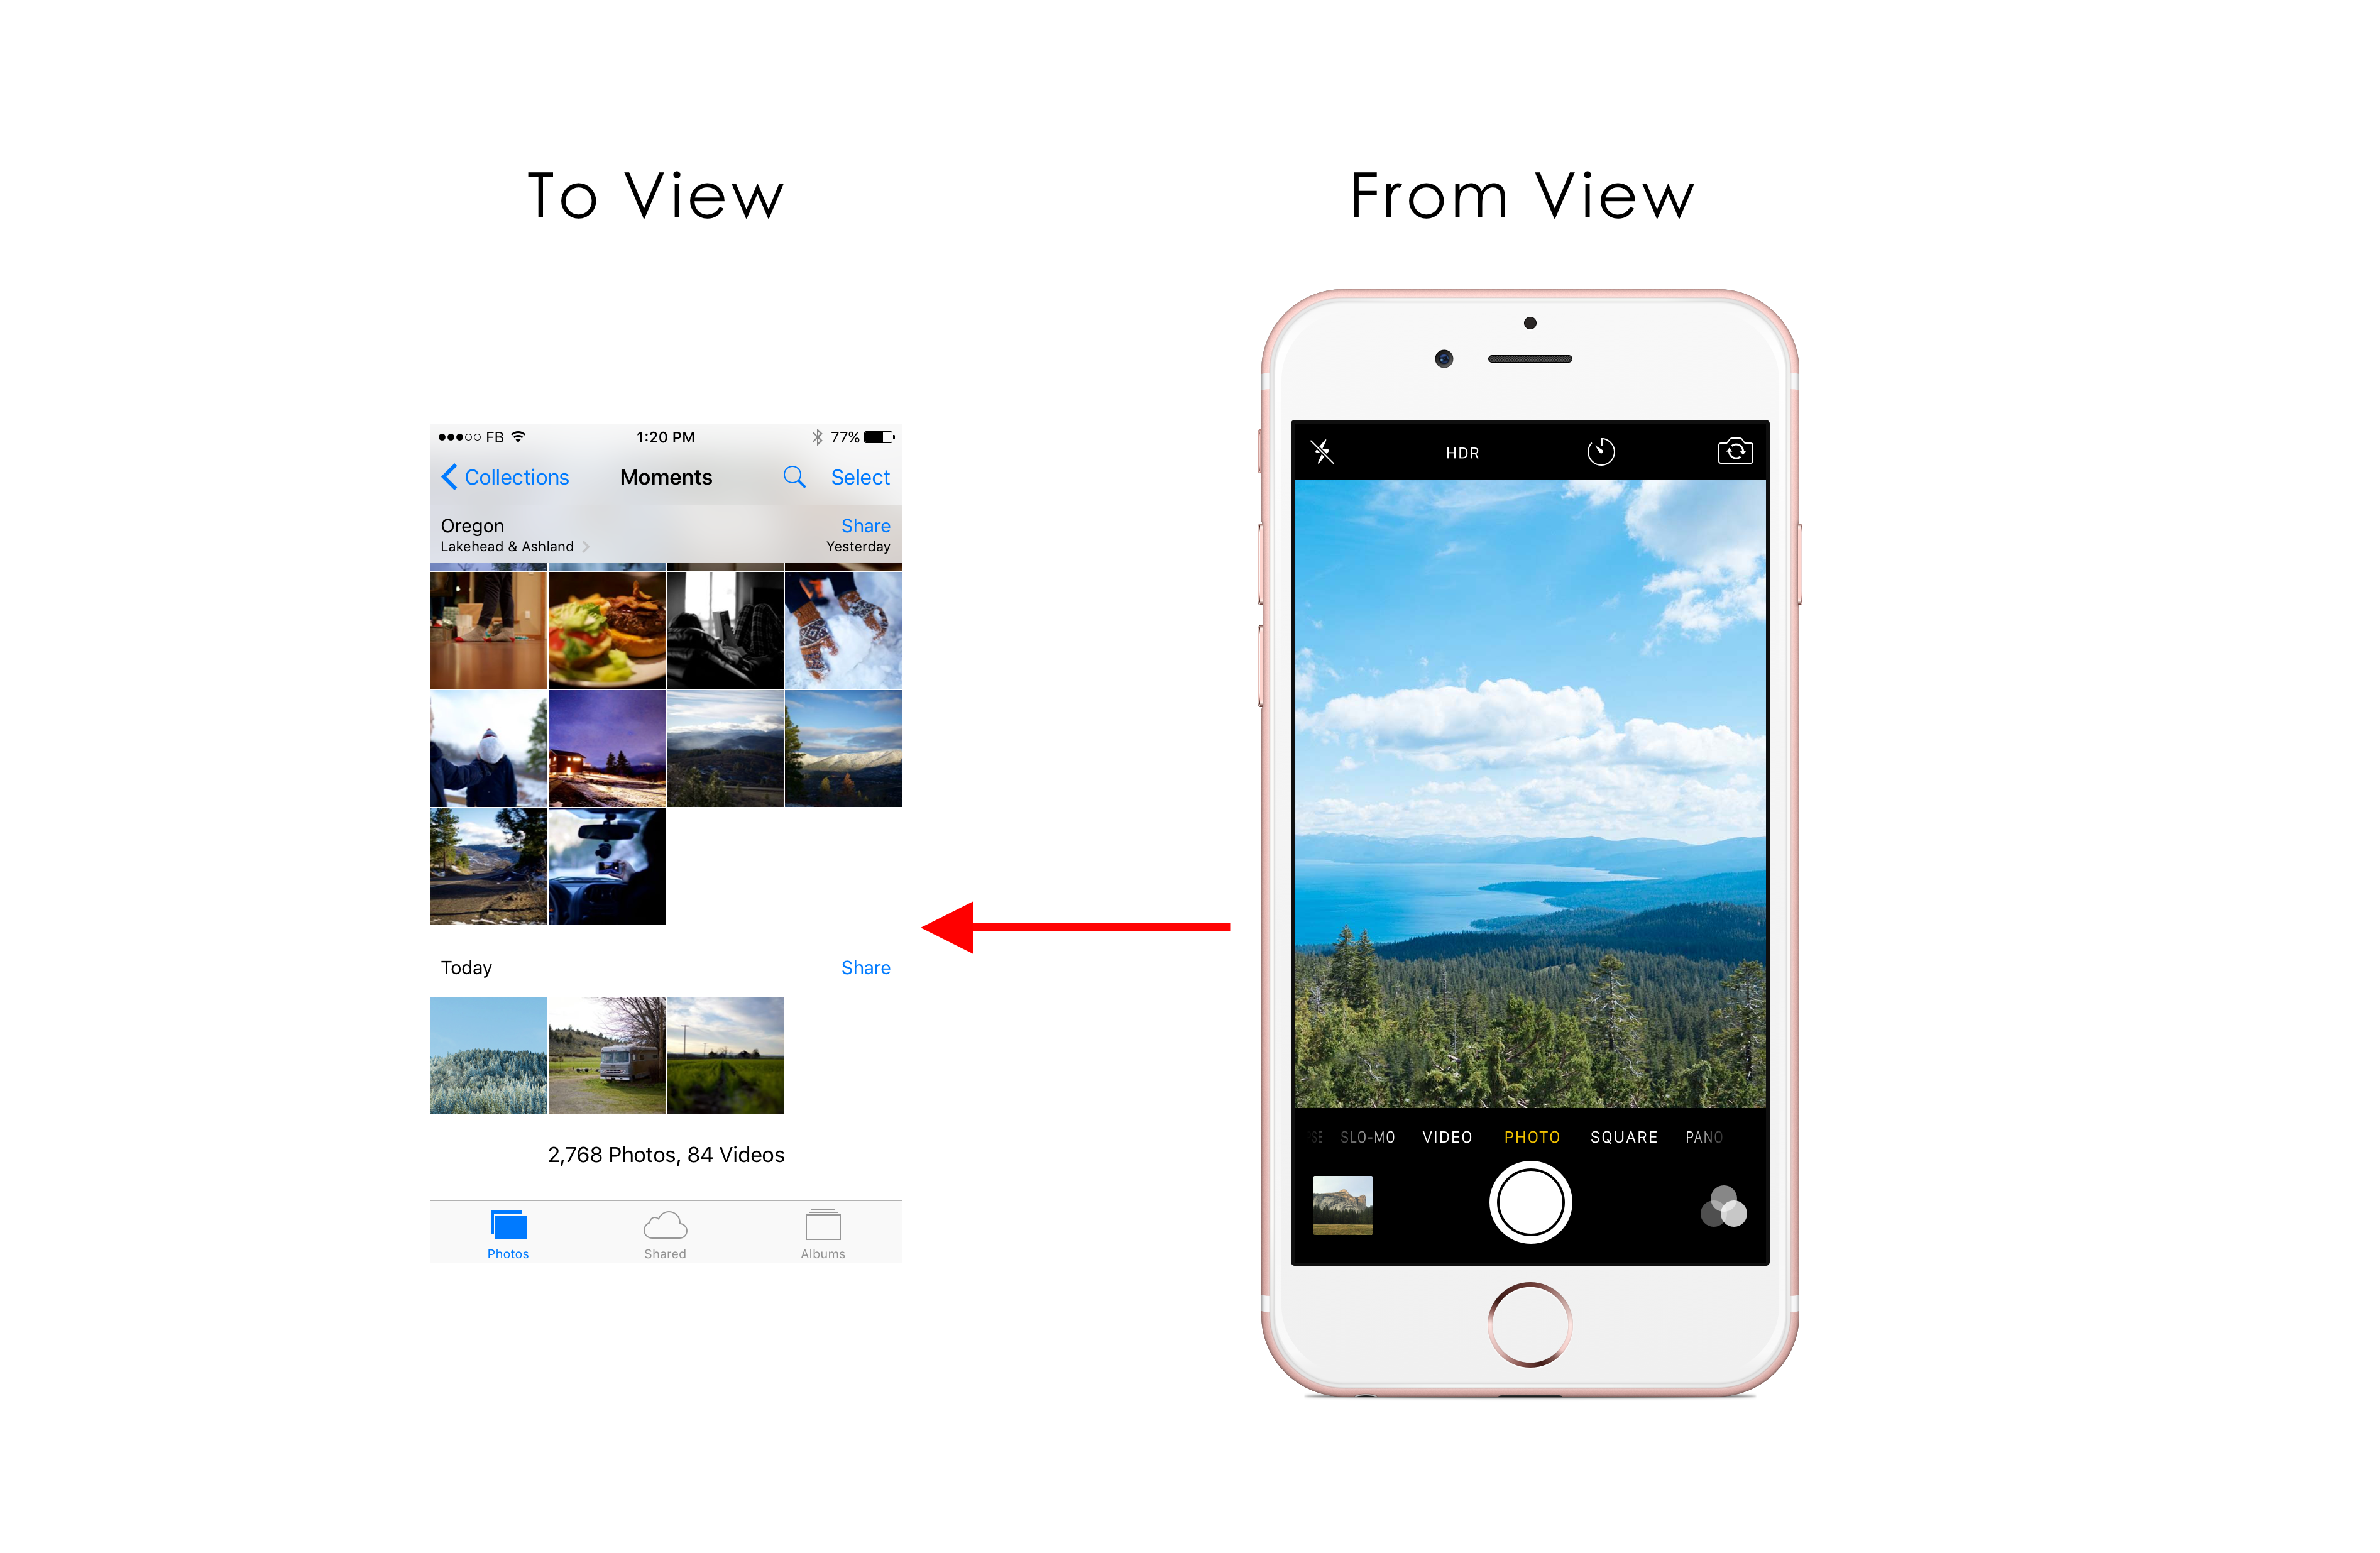 To View
From View
FB
1:20 PM
77%
Collections
Moments
Select
Oregon
Share
Lakehead & Ashland
Yesterday
Today
Share
2,768 Photos, 84 Videos
Photos
Shared
Albums
HDR
SE SLO-MO VIDEO PHOTO SQUARE PANO